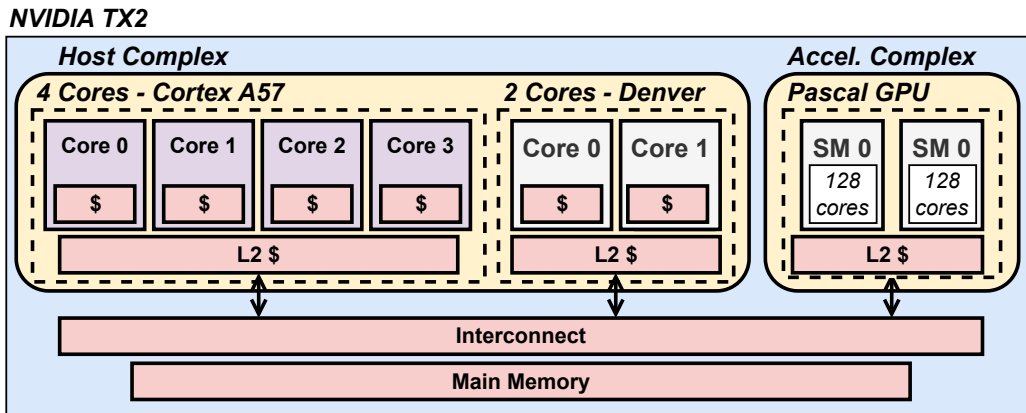 NVIDIA TX2
Host Complex
Accel. Complex
4 Cores - Cortex A57
2 Cores - Denver
Pascal GPU
Core 0
Core 1
Core 2
Core 3
Core 0
Core 1
SM 0
SM 0
128
cores
128
cores
$
$
$
$
$
$
L2 $
L2 $
L2 $
Interconnect
Main Memory